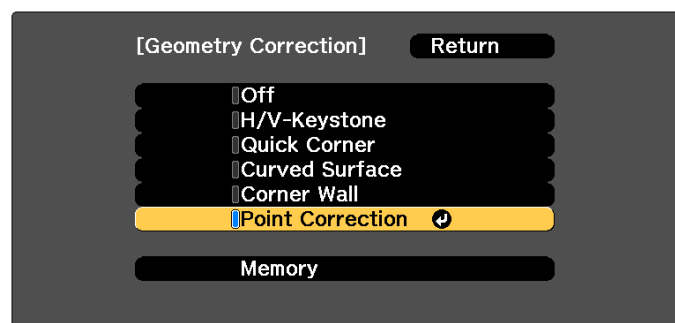 [Geometry Correction] Return
Off
H/V-Keystone
Quick Corner
Curved Surface
Corner Wall
Point Correction
Memory